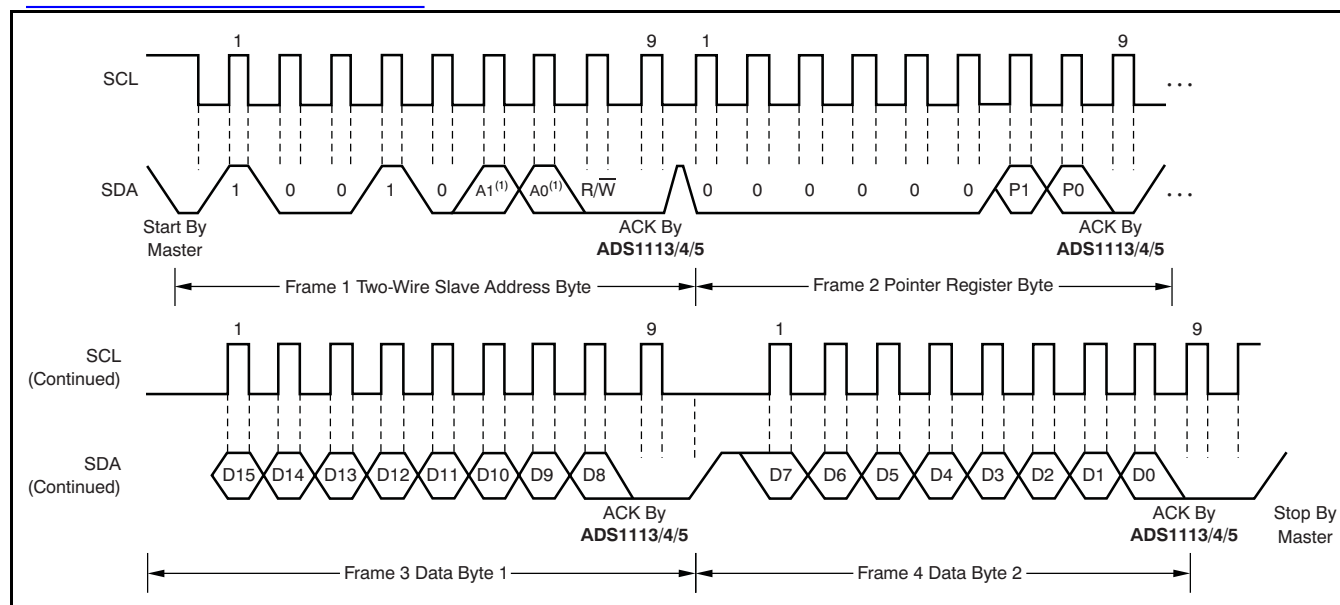 1 9 1 9
SCL ...
SDA 1 0 0 1 0 A1(1) A0(1) R/W̅ 0 0 0 0 0 0 P1 P0 ...
Start By Master
ACK By ADS1113/4/5
ACK By ADS1113/4/5
Frame 1 Two-Wire Slave Address Byte
Frame 2 Pointer Register Byte
1 9 1 9
SCL
(Continued)
SDA
(Continued)
D15 D14 D13 D12 D11 D10 D9 D8 D7 D6 D5 D4 D3 D2 D1 D0
ACK By
ADS1113/4/5
ACK By
ADS1113/4/5
Stop By
Master
Frame 3 Data Byte 1
Frame 4 Data Byte 2